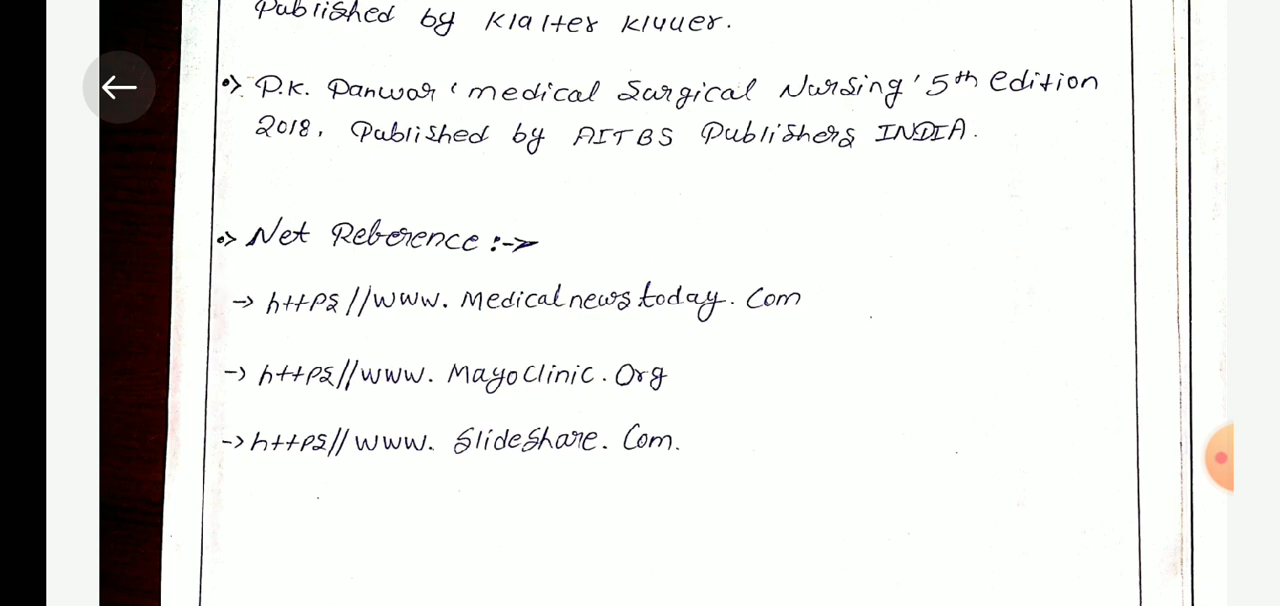 Published by Klalter Kluuer.
P.K. Panwar 'medical Surgical Nursing' 5th edition
2018, Published by AITBS Publishers INDIA.
Net Reberence :->
-> https//www. Medicalnewstoday. Com
-> https//www. MayoClinic. Org
-> https//www. SlideShare. Com.